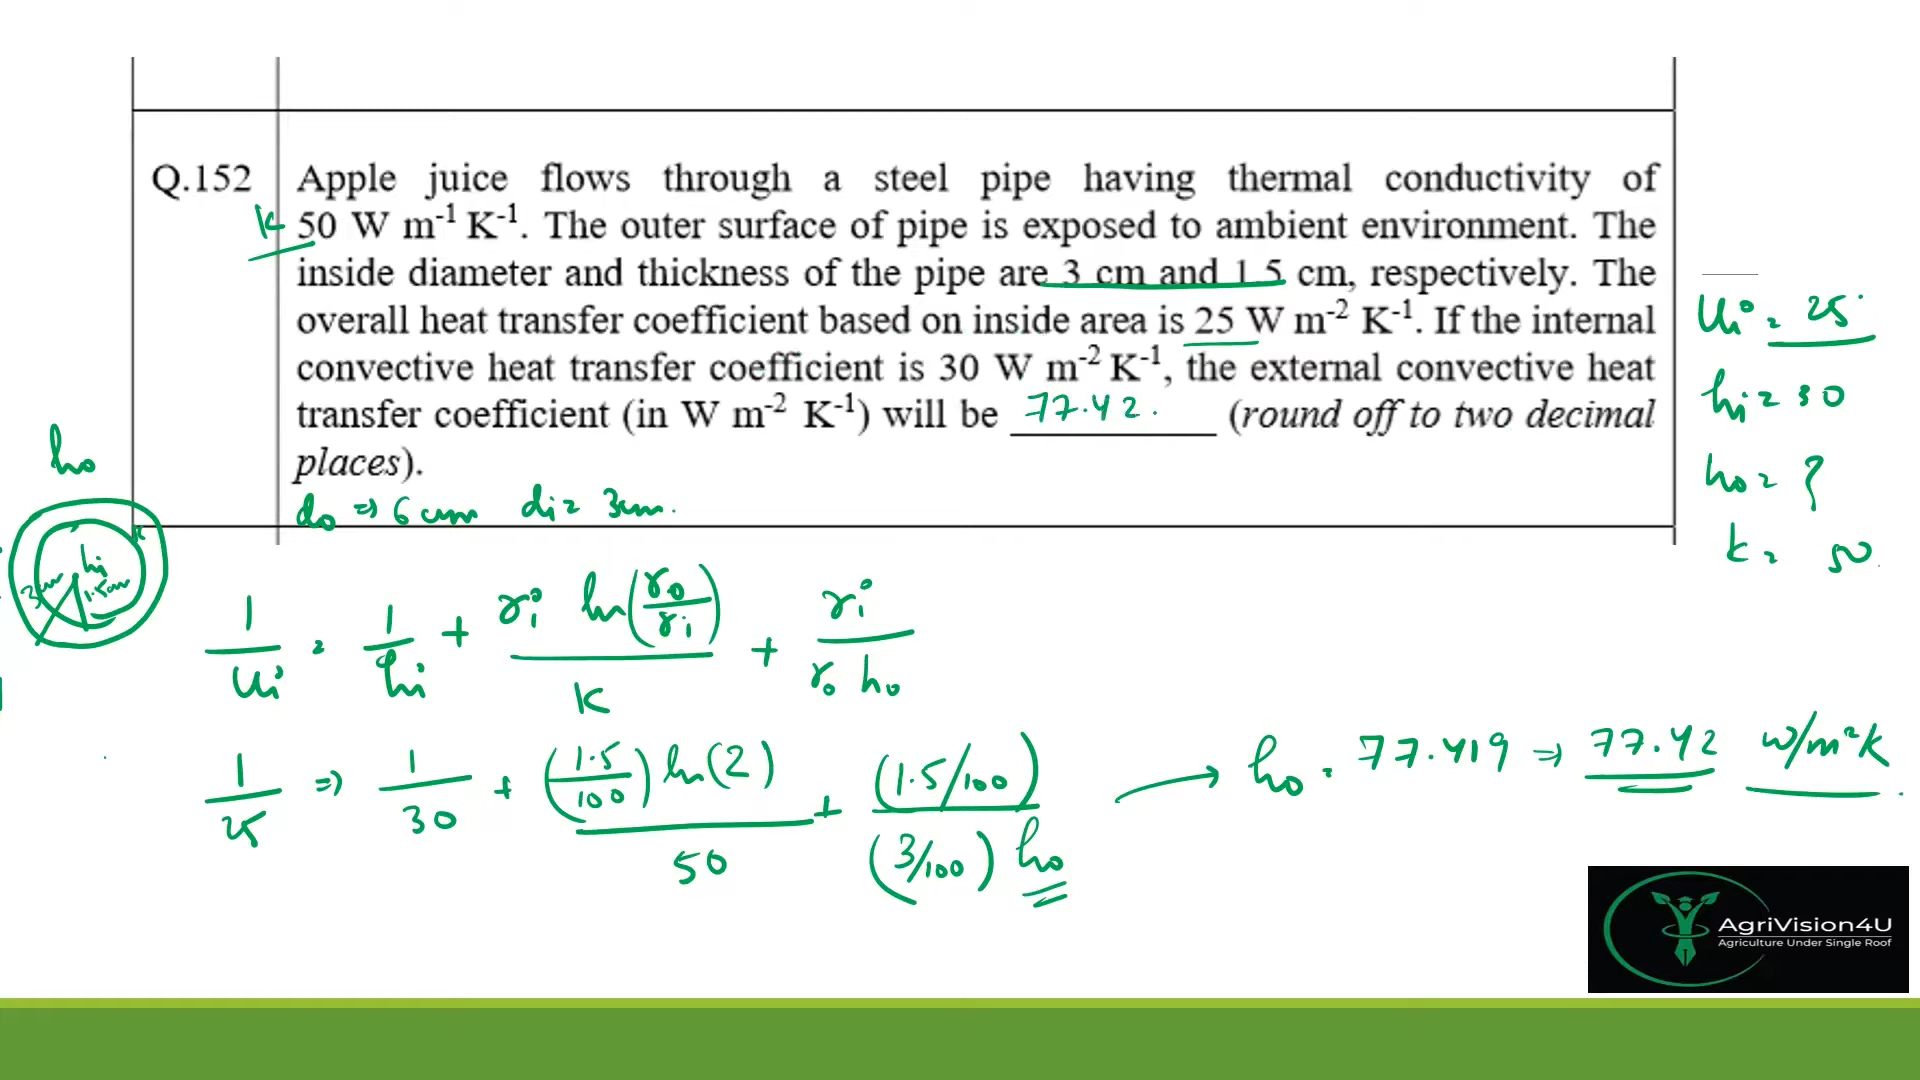 Q.152 Apple juice flows through a steel pipe having thermal conductivity of
K 50 W m⁻¹ K⁻¹. The outer surface of pipe is exposed to ambient environment. The
inside diameter and thickness of the pipe are 3 cm and 1.5 cm, respectively. The
overall heat transfer coefficient based on inside area is 25 W m⁻² K⁻¹. If the internal
convective heat transfer coefficient is 30 W m⁻² K⁻¹, the external convective heat
transfer coefficient (in W m⁻² K⁻¹) will be 77.42. (round off to two decimal
places).
Ui = 25
hi = 30
ho = ?
k = 50
do ⇒ 6 cm di = 3cm.
ho
hi
3cm 1.5cm
K
1/Ui = 1/hi + ri ln(ro/ri)/K + ri/ro ho
1/25 ⇒ 1/30 + (1.5/100) ln(2)/50 + (1.5/100)/(3/100) ho → ho = 77.419 ⇒ 77.42 W/m²K
AgriVision4U
Agriculture Under Single Roof